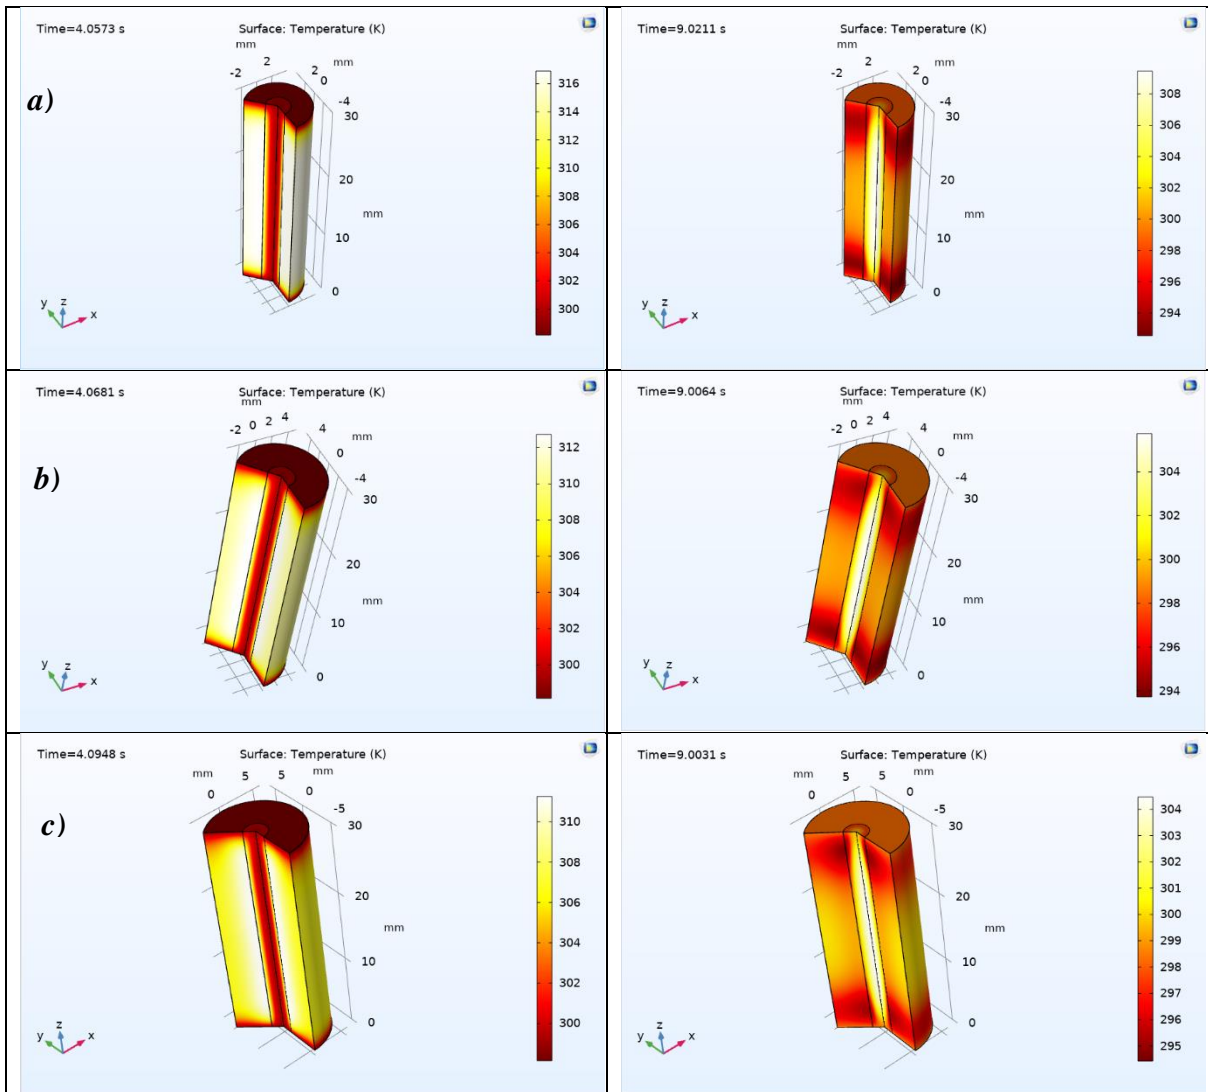 a)
Time=4.0573 s Surface: Temperature (K)
mm
-2 2 2 mm
0
-4
30
20
mm
10
0
y z x
316
314
312
310
308
306
304
302
300
Time=9.0211 s Surface: Temperature (K)
mm
-2 2 2 mm
0
-4
30
20
mm
10
0
y z x
308
306
304
302
300
298
296
294
b)
Time=4.0681 s Surface: Temperature (K)
mm
-2 0 2 4 4
mm
0
-4
30
20
mm
10
0
y z x
312
310
308
306
304
302
300
Time=9.0064 s Surface: Temperature (K)
mm
-2 0 2 4 4
mm
0
-4
30
20
mm
10
0
y z x
304
302
300
298
296
294
c)
Time=4.0948 s Surface: Temperature (K)
mm 5 5 mm
0 0
-5
30
20
mm
10
0
y z x
310
308
306
304
302
300
Time=9.0031 s Surface: Temperature (K)
mm 5 5 mm
0 0
-5
30
20
mm
10
0
y z x
304
303
302
301
300
299
298
297
296
295